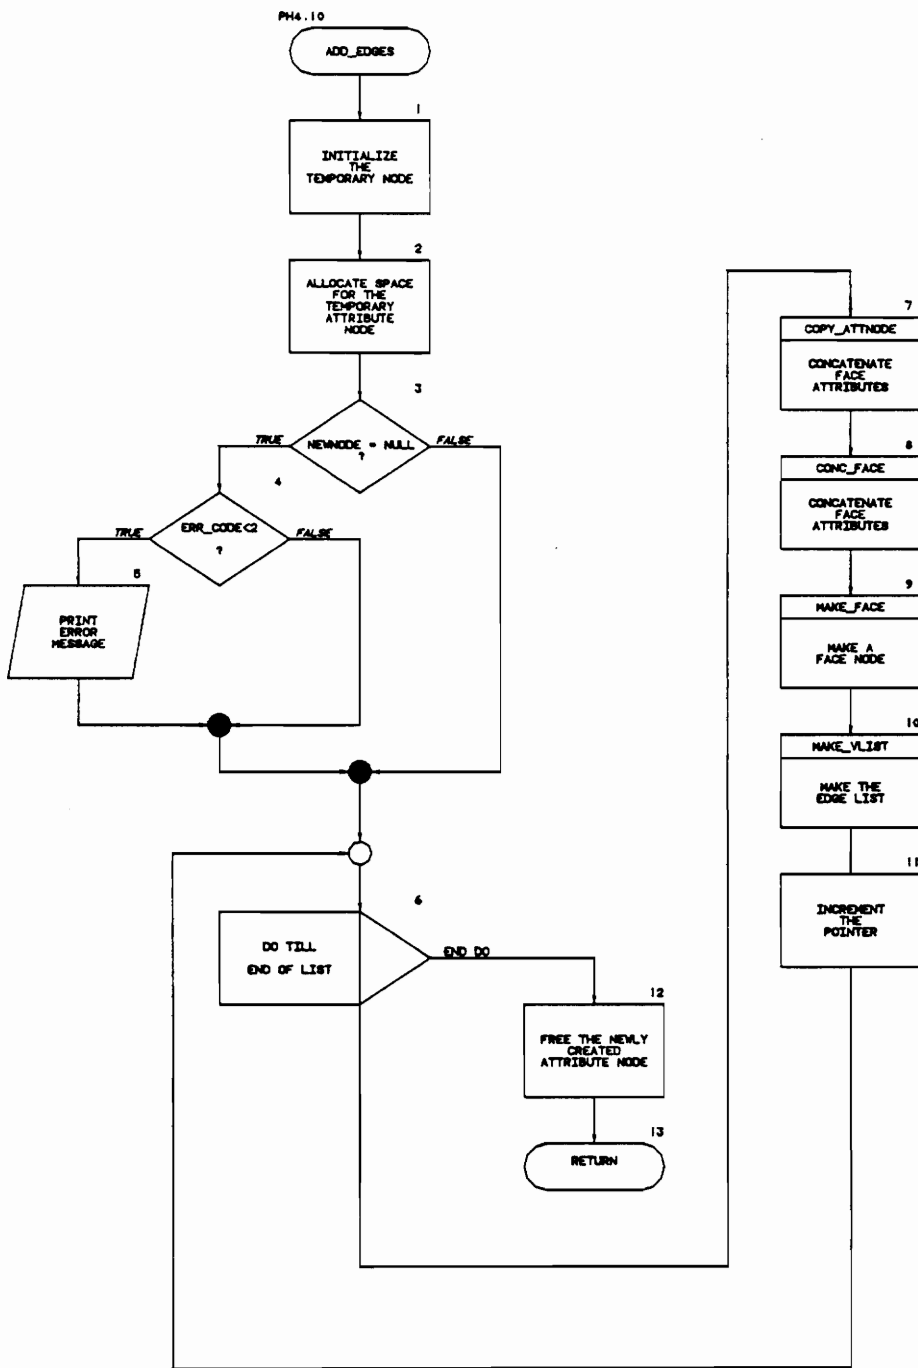 PH4.10
ADD_EDGES
1
INITIALIZE
THE
TEMPORARY NODE
2
ALLOCATE SPACE
FOR THE
TEMPORARY
ATTRIBUTE
NODE
3
NEWNODE = NULL
?
TRUE
FALSE
4
ERR_CODE<2
?
TRUE
FALSE
5
PRINT
ERROR
MESSAGE
6
DO TILL
END OF LIST
END DO
7
COPY_ATTNODE
CONCATENATE
FACE
ATTRIBUTES
8
CONC_FACE
CONCATENATE
FACE
ATTRIBUTES
9
MAKE_FACE
MAKE A
FACE NODE
10
MAKE_VLIST
MAKE THE
EDGE LIST
11
INCREMENT
THE
POINTER
12
FREE THE NEWLY
CREATED
ATTRIBUTE NODE
13
RETURN